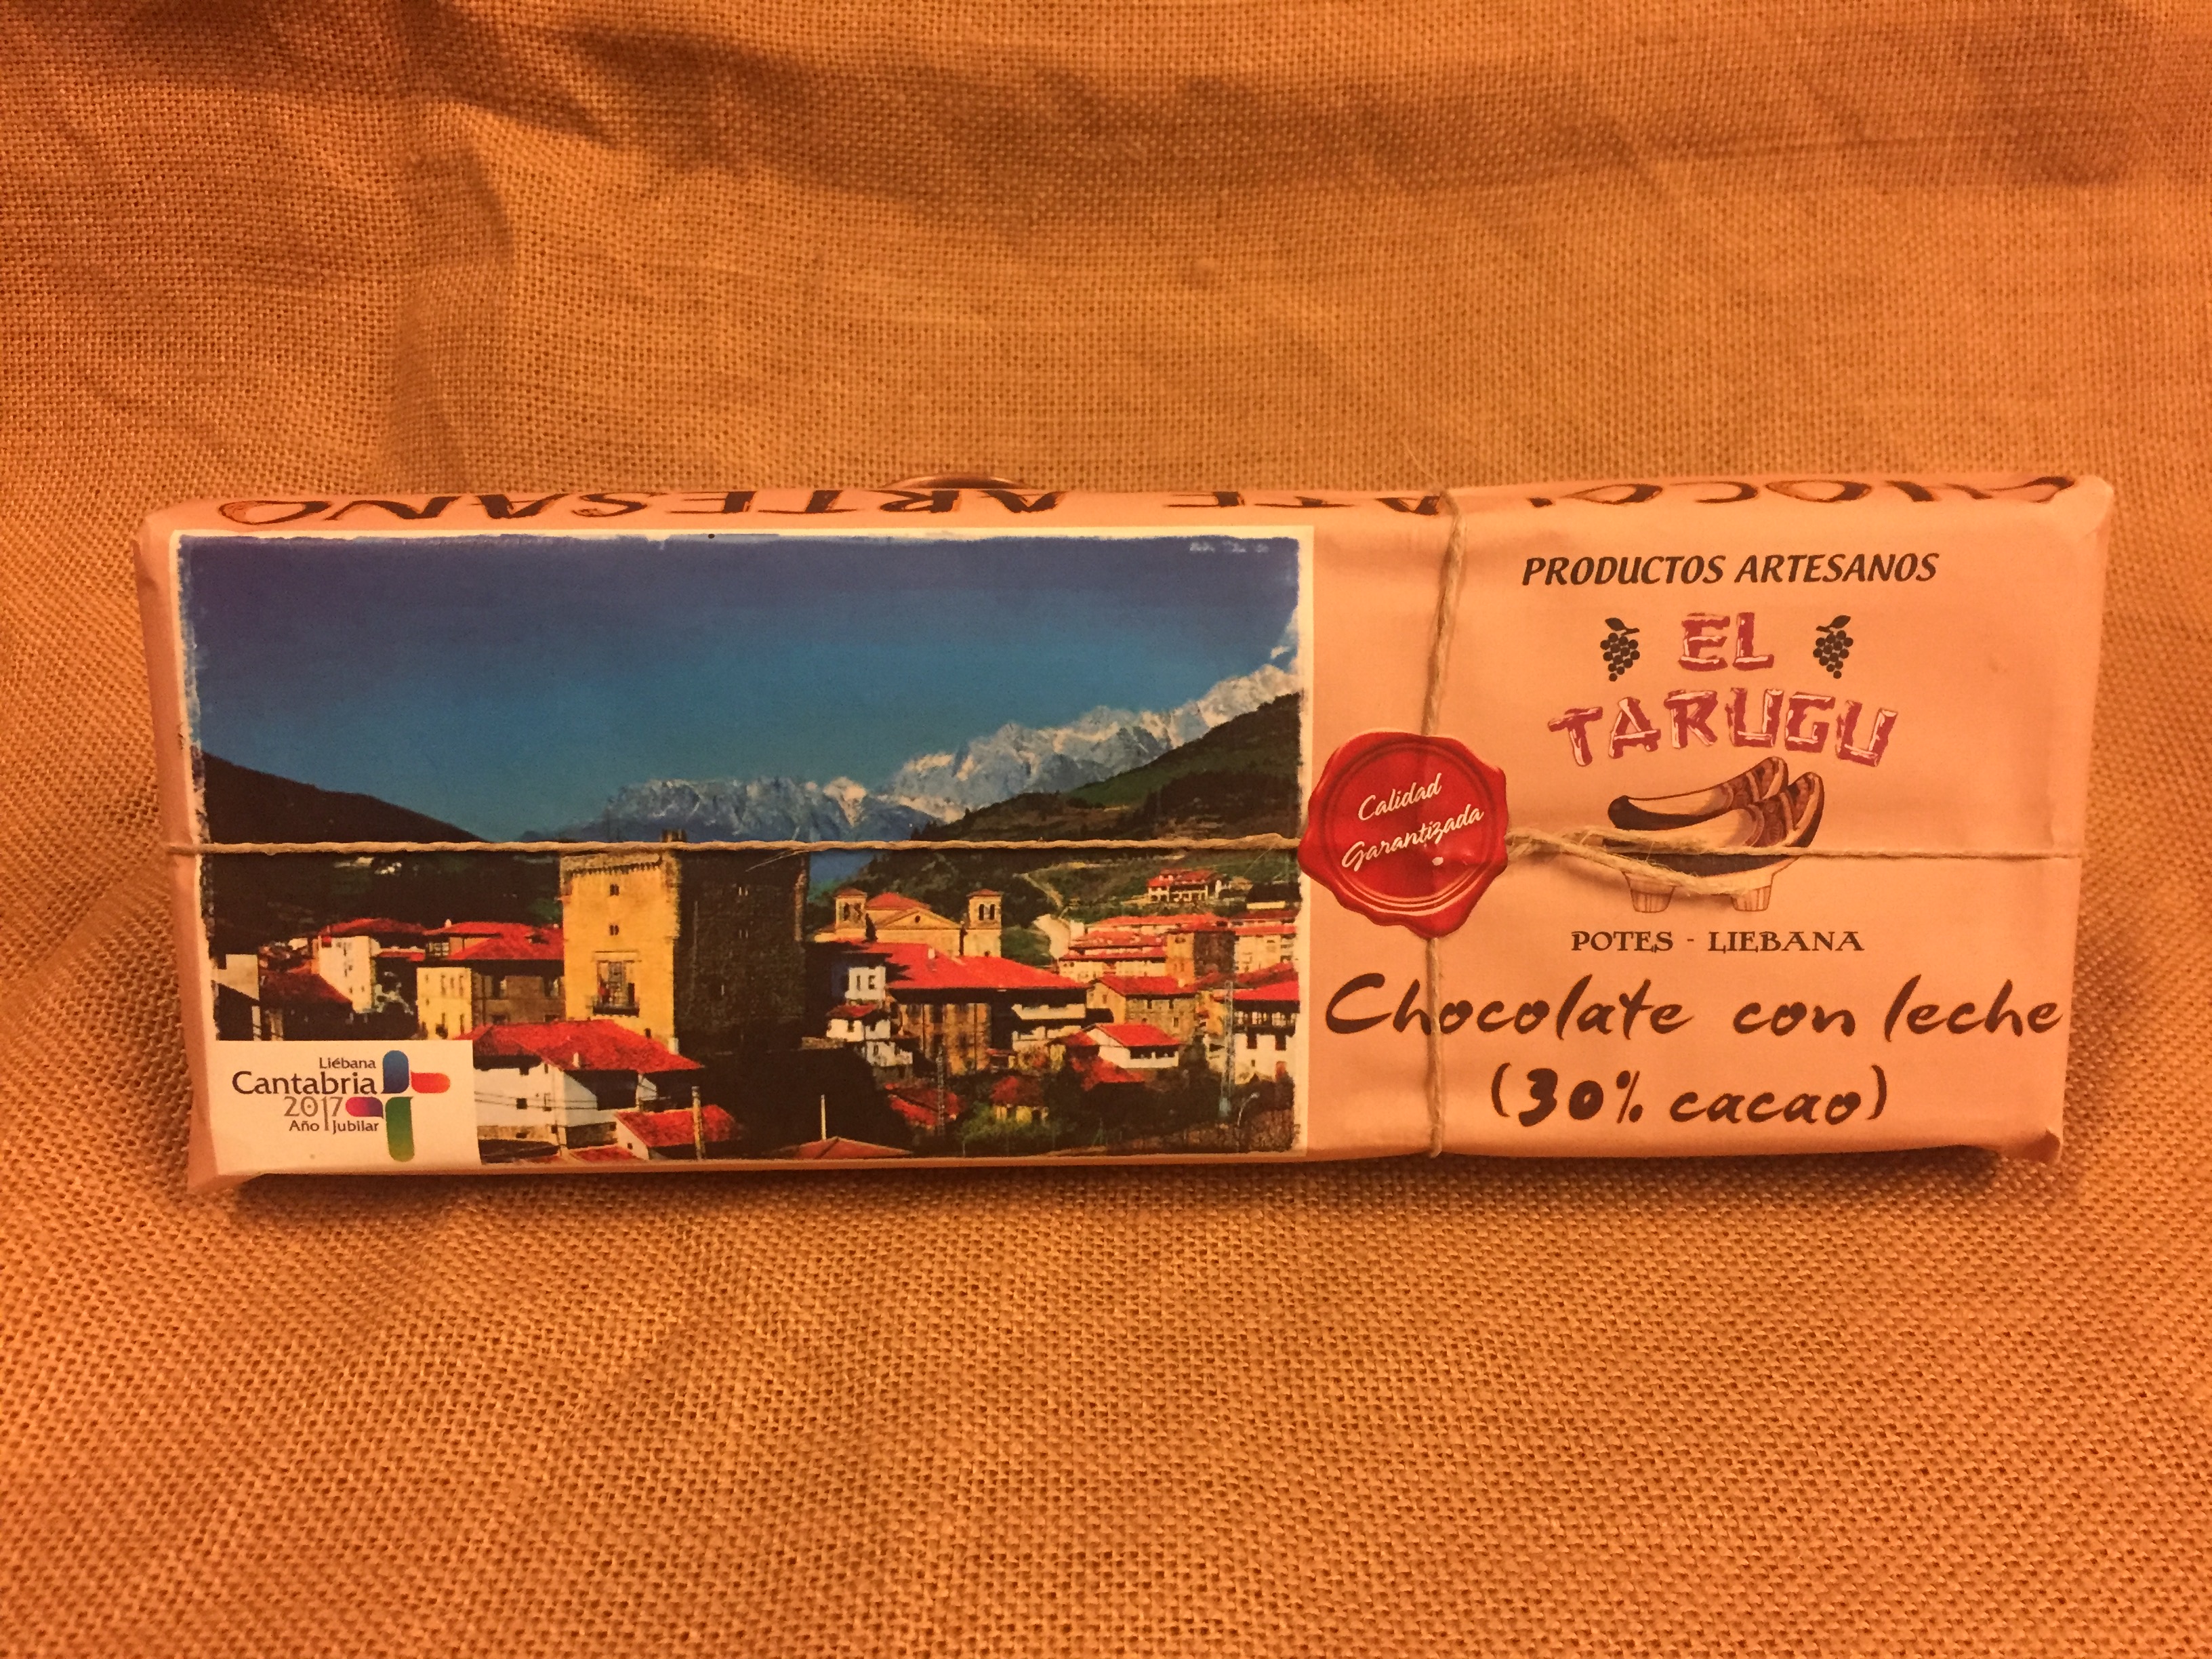 CHOCOLATE ARTESANO
PRODUCTOS ARTESANOS
EL
TARUGU
Calidad
Garantizada
POTES - LIEBANA
Chocolate con leche
(30% cacao)
Liébana
Cantabria
2017
Año Jubilar